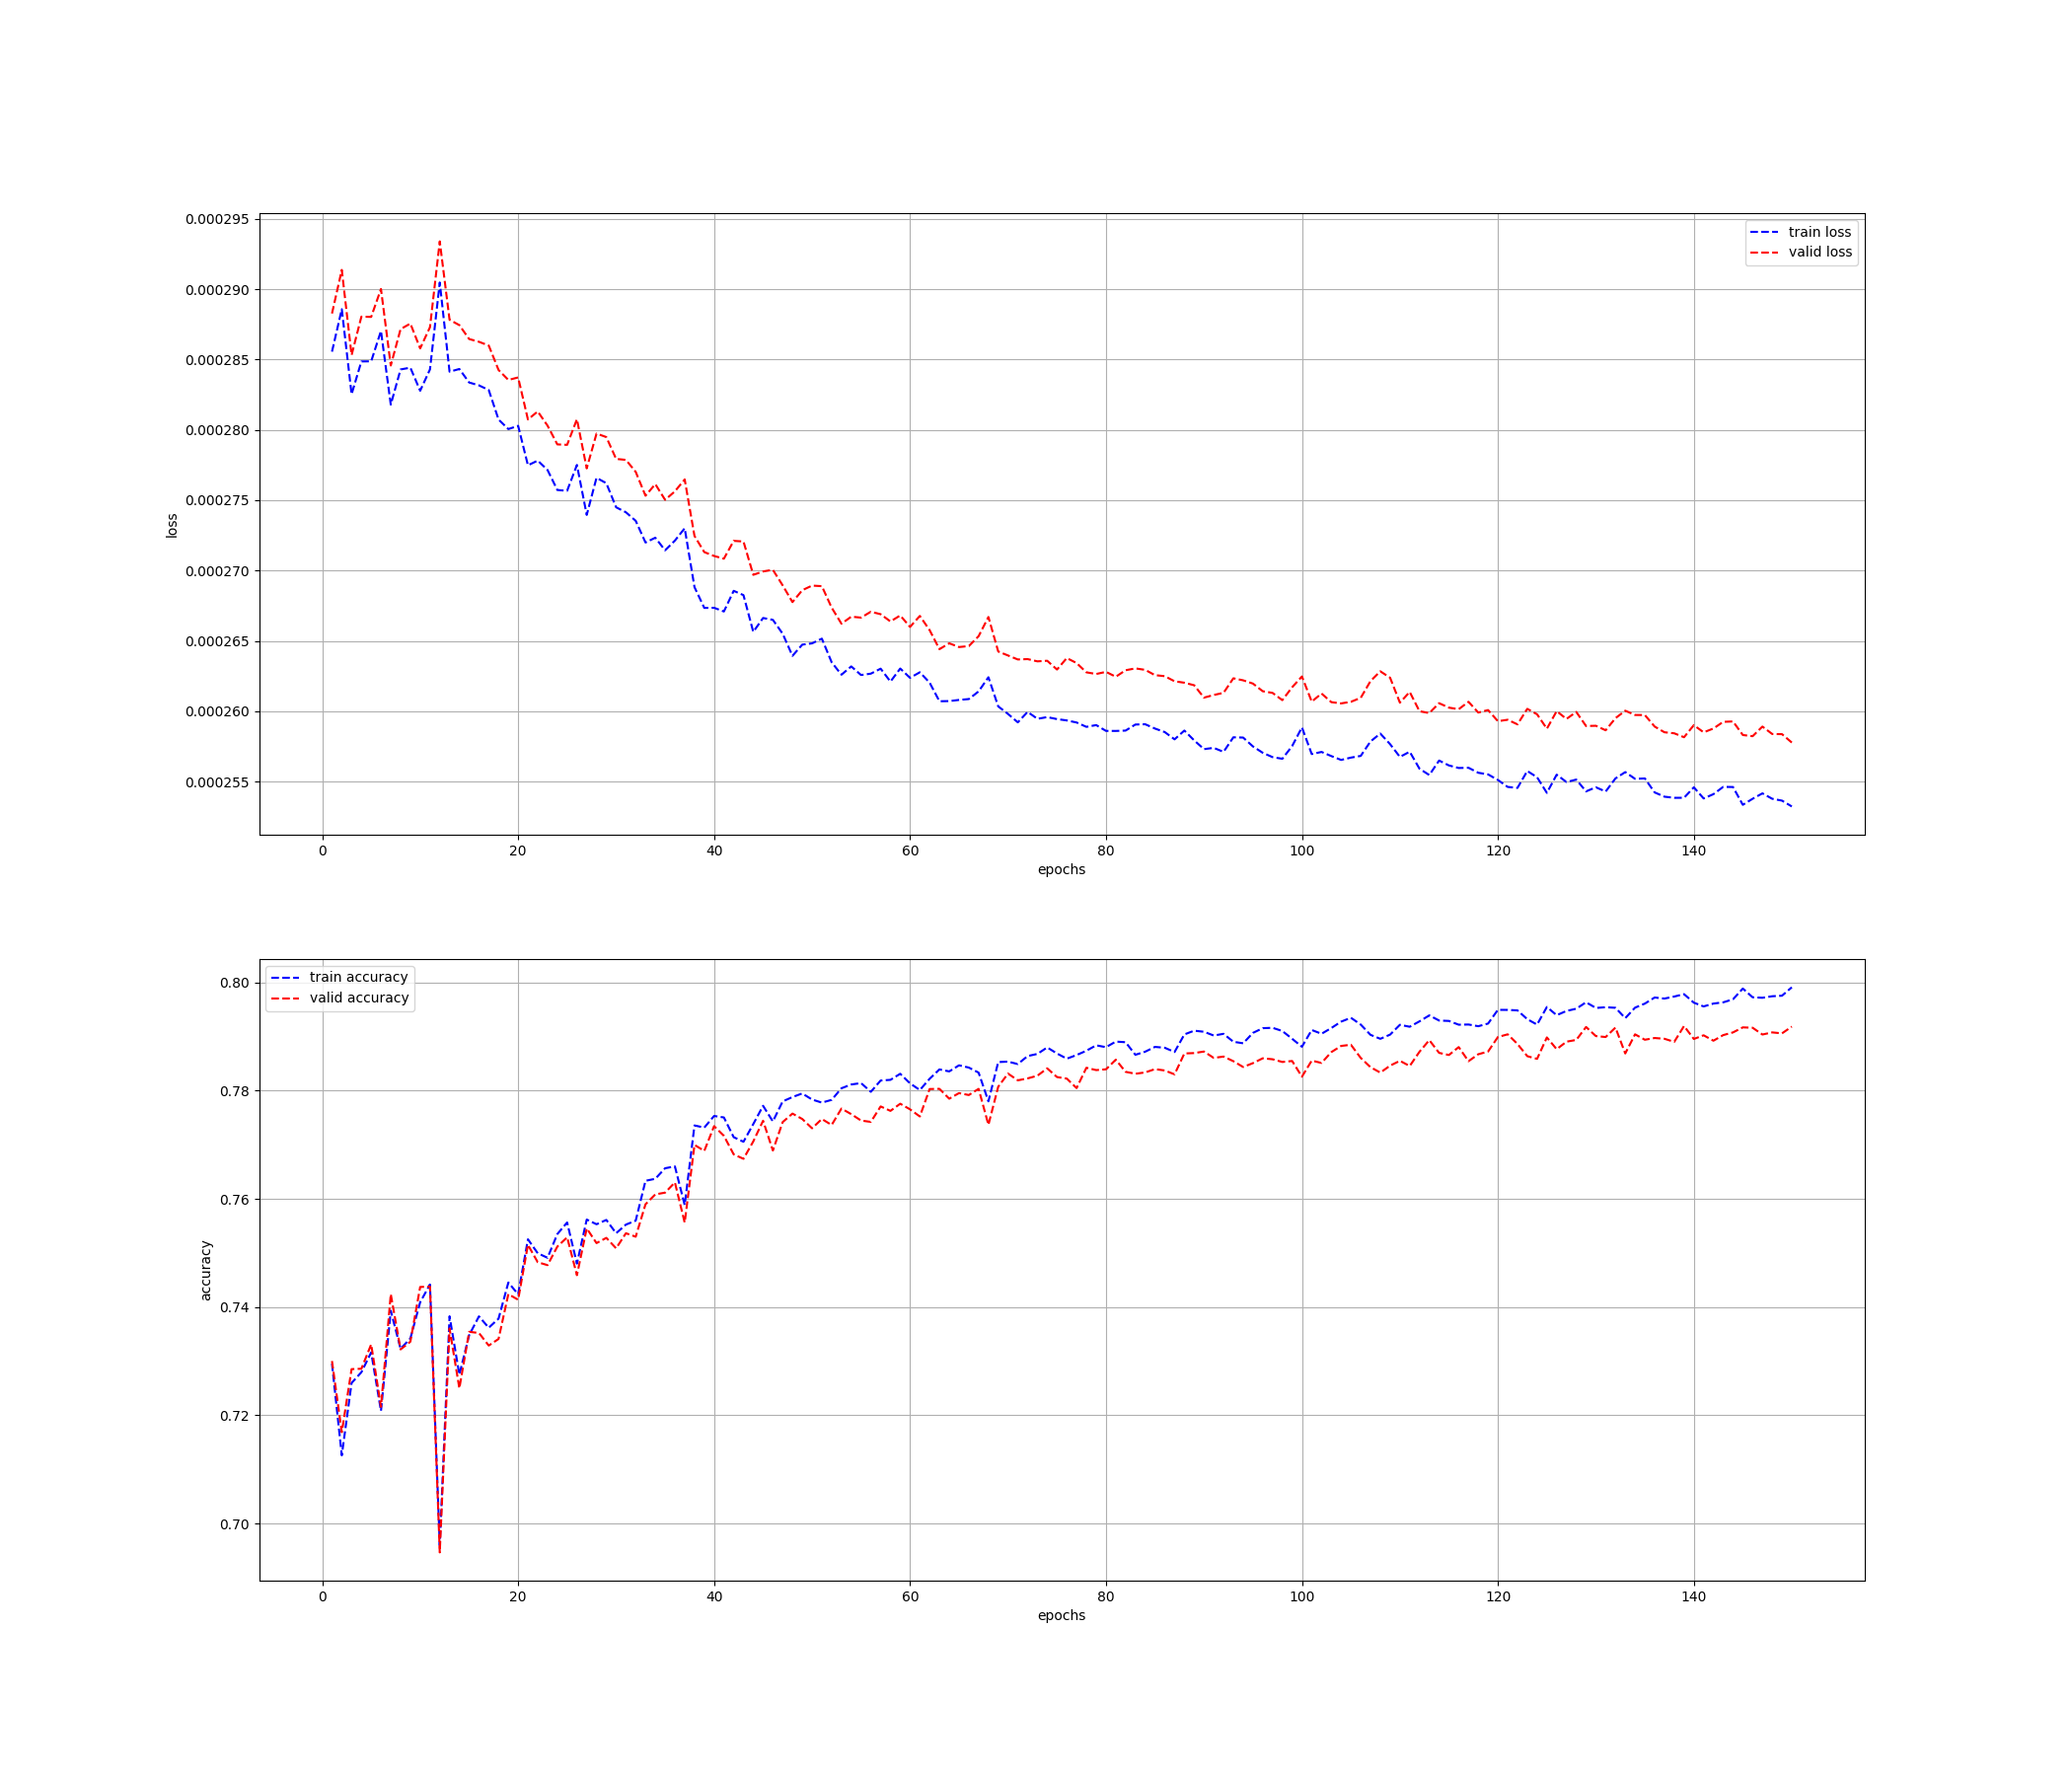 0.000295
0.000290
0.000285
0.000280
0.000275
0.000270
0.000265
0.000260
0.000255
loss
train loss
valid loss
0 20 40 60 80 100 120 140
epochs
0.80
0.78
0.76
0.74
0.72
0.70
accuracy
train accuracy
valid accuracy
0 20 40 60 80 100 120 140
epochs